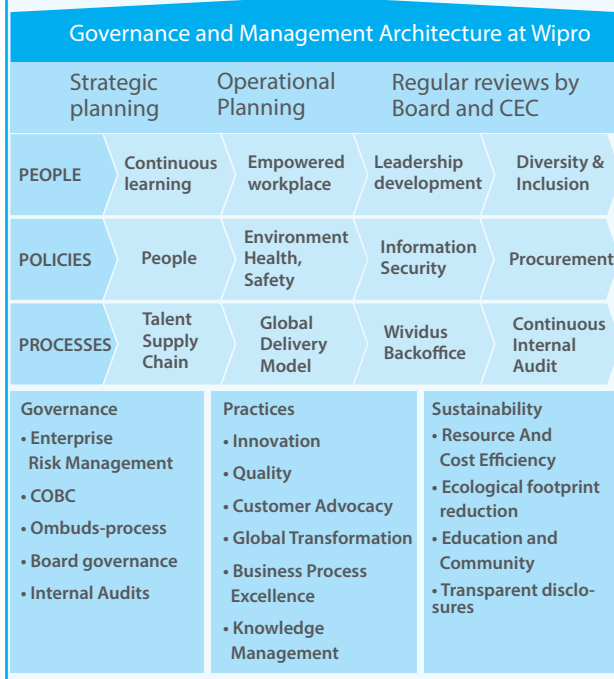 Governance and Management Architecture at Wipro
Strategic
planning
Operational
Planning
Regular reviews by
Board and CEC
PEOPLE
Continuous
learning
Empowered
workplace
Leadership
development
Diversity &
Inclusion
POLICIES
People
Environment
Health,
Safety
Information
Security
Procurement
PROCESSES
Talent
Supply
Chain
Global
Delivery
Model
Wividus
Backoffice
Continuous
Internal
Audit
Governance
• Enterprise
Risk Management
• COBC
• Ombuds-process
• Board governance
• Internal Audits
Practices
• Innovation
• Quality
• Customer Advocacy
• Global Transformation
• Business Process
Excellence
• Knowledge
Management
Sustainability
• Resource And
Cost Efficiency
• Ecological footprint
reduction
• Education and
Community
• Transparent disclo-
sures